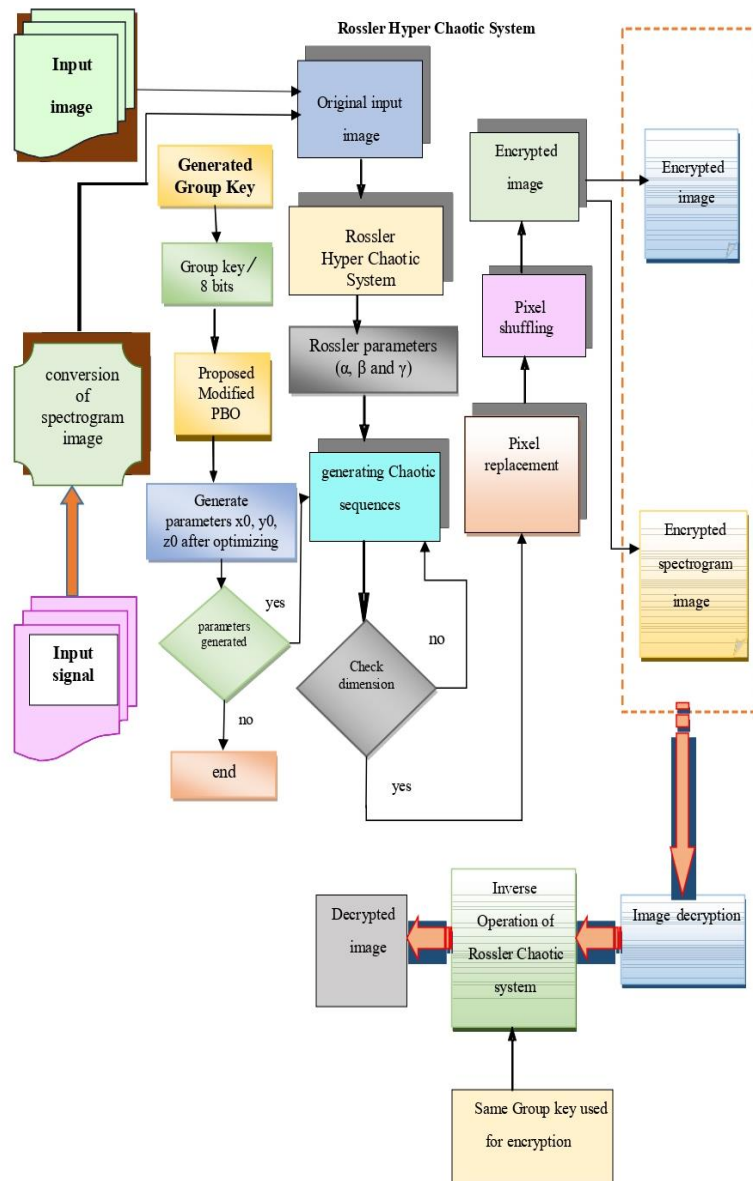 Rossler Hyper Chaotic System
Input
image
Original input
image
Generated
Group Key
Encrypted
image
Encrypted
image
Group key /
8 bits
Rossler
Hyper Chaotic
System
Pixel
shuffling
conversion
of
spectrogram
image
Proposed
Modified
PBO
Rossler parameters
(α, β and γ)
Pixel
replacement
Generate
parameters x0, y0,
z0 after optimizing
generating Chaotic
sequences
Encrypted
spectrogram
image
yes
parameters
generated
Input
signal
no
Check
dimension
no
end
yes
Decrypted
image
Inverse
Operation of
Rossler Chaotic
system
Image decryption
Same Group key used
for encryption